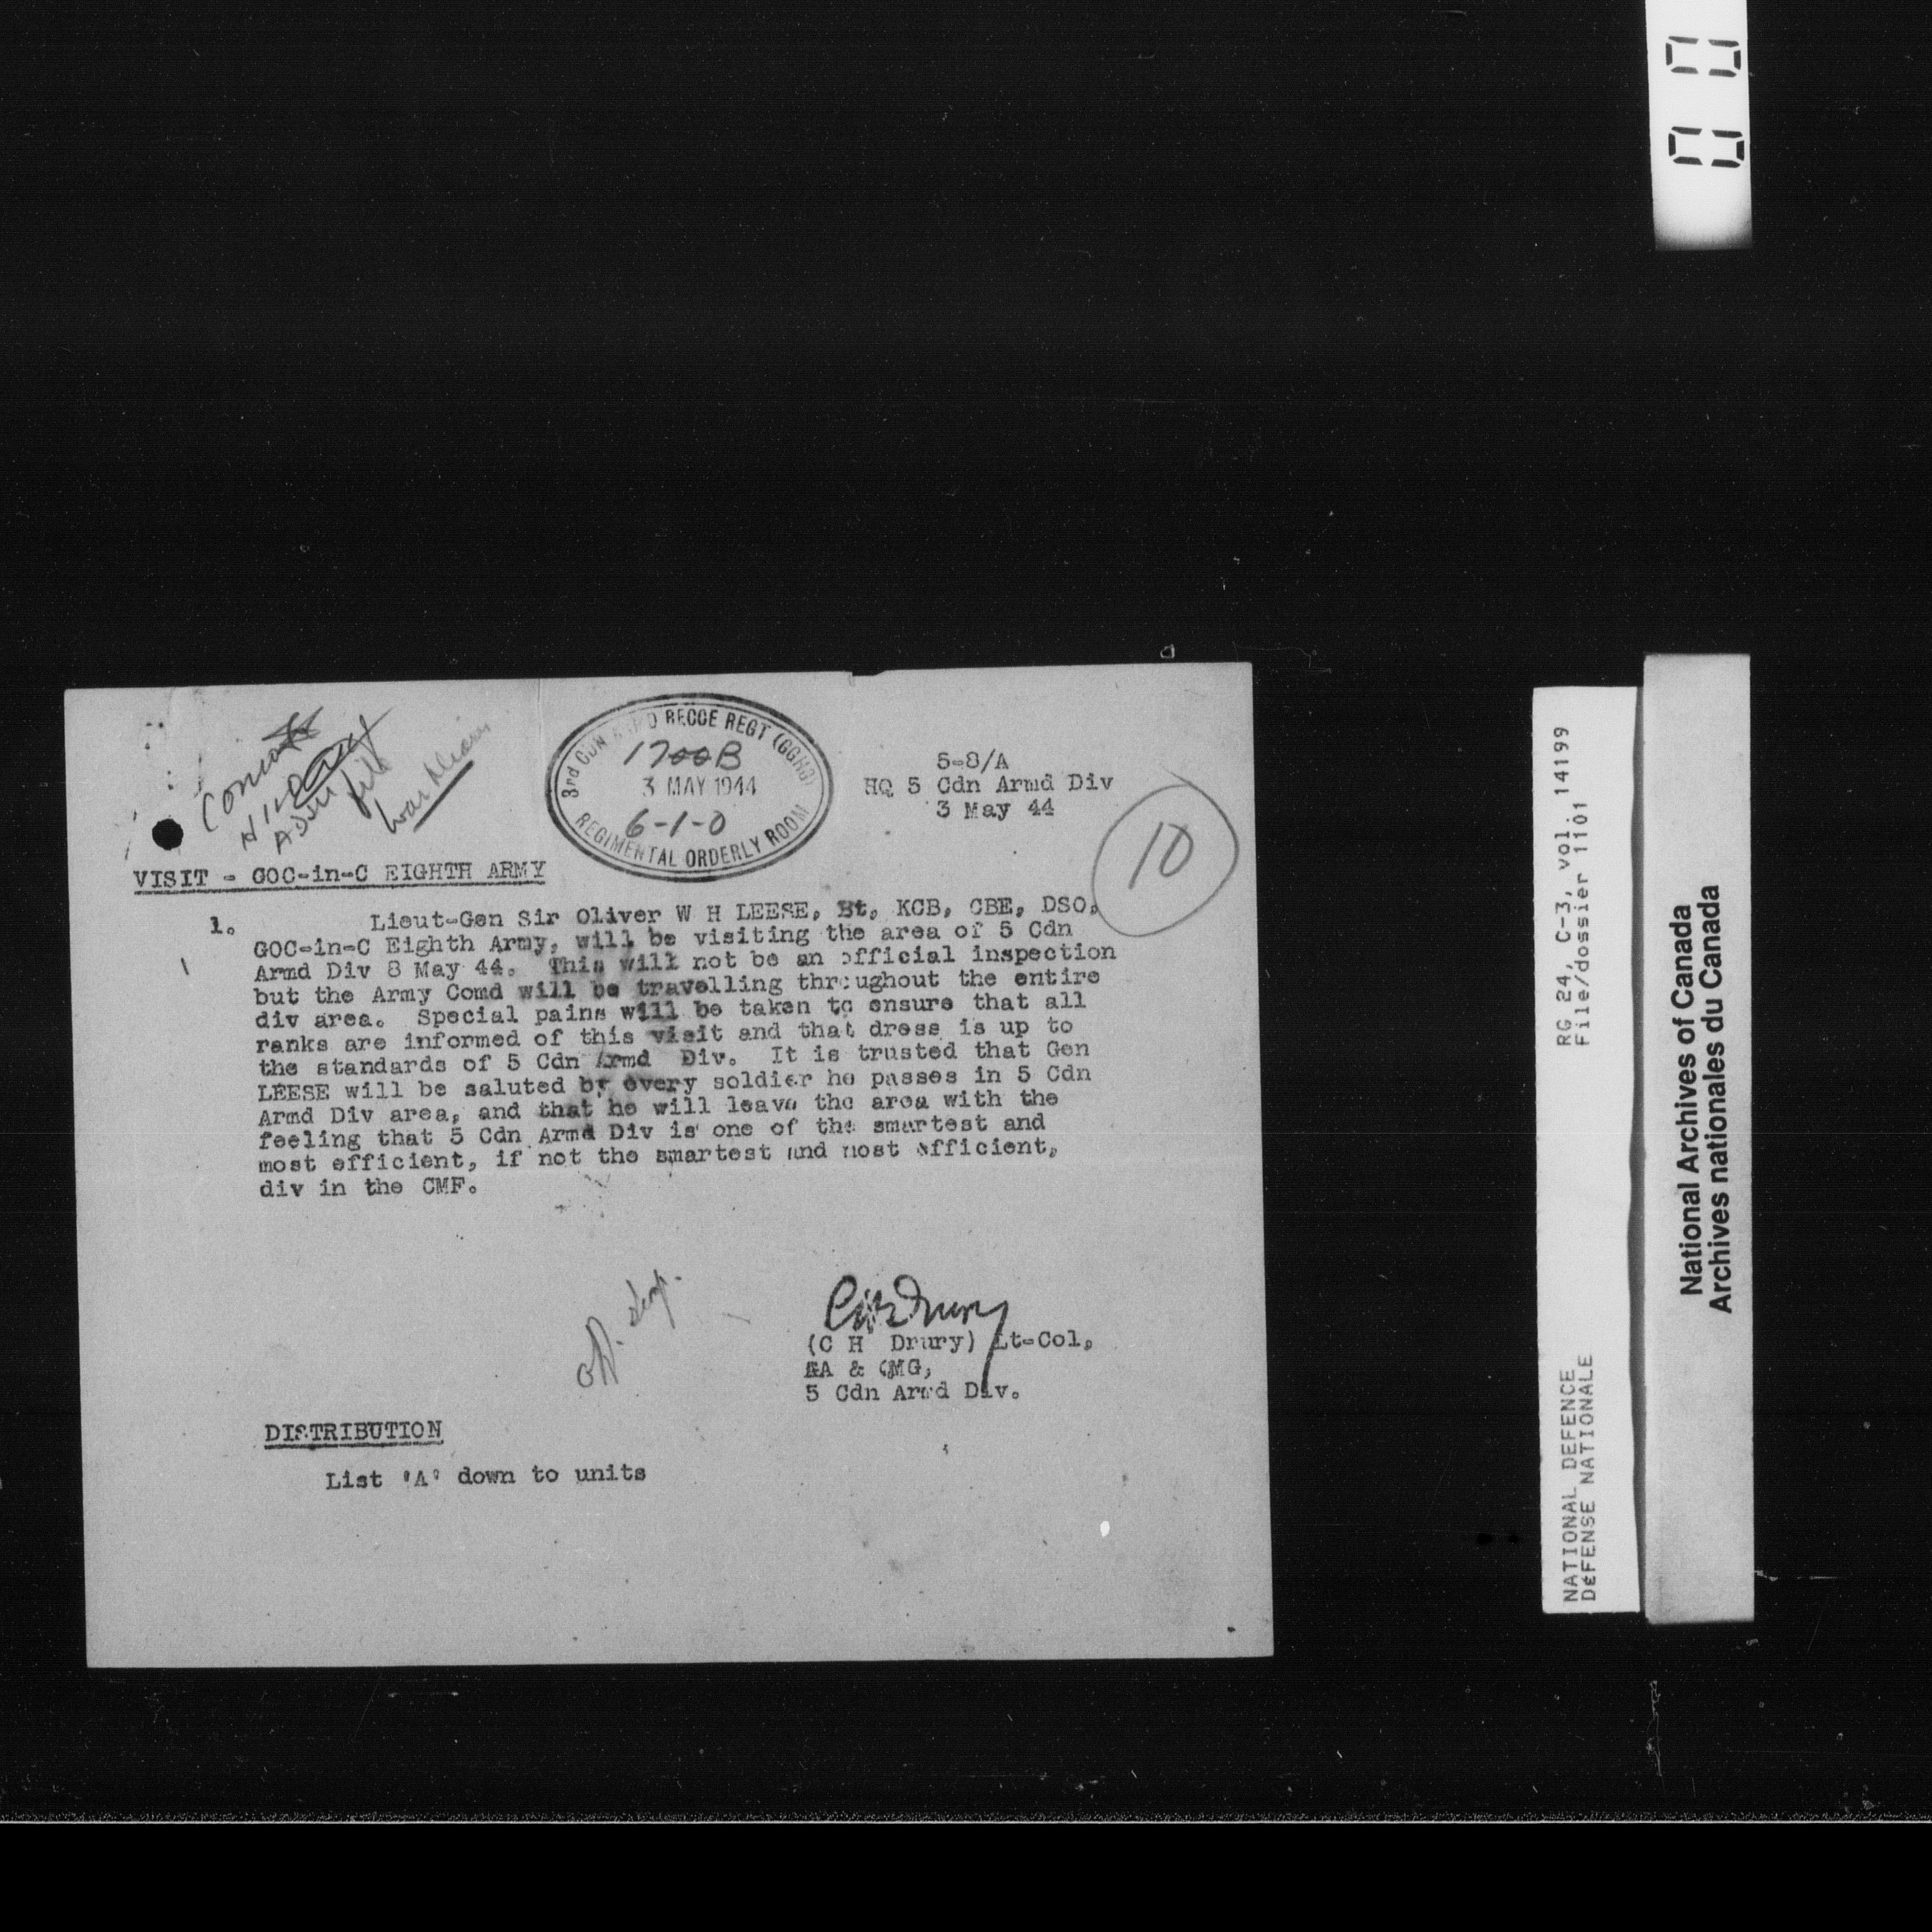 3rd CDN ARMD RECCE REGT (GGHG)
1700B
3 MAY 1944
6-1-0
REGIMENTAL ORDERLY ROOM
5-8/A
HQ 5 Cdn Armd Div
3 May 44
10
War Diary
VISIT - GOC-in-C EIGHTH ARMY
1. Lieut-Gen Sir Oliver W H LEESE, Bt, KCB, CBE, DSO,
GOC-in-C Eighth Army, will be visiting the area of 5 Cdn
Armd Div 8 May 44. This will not be an official inspection
but the Army Comd will be travelling throughout the entire
div area. Special pains will be taken to ensure that all
ranks are informed of this visit and that dress is up to
the standards of 5 Cdn Armd Div. It is trusted that Gen
LEESE will be saluted by every soldier he passes in 5 Cdn
Armd Div area, and that he will leave the area with the
feeling that 5 Cdn Armd Div is one of the smartest and
most efficient, if not the smartest and most efficient,
div in the CMF.
CHDrury
(C H Drury) Lt-Col,
AA & QMG,
5 Cdn Armd Div.
DISTRIBUTION
List 'A' down to units
RG 24, C-3, vol. 14199
File/dossier 1101
NATIONAL DEFENCE
DÉFENSE NATIONALE
National Archives of Canada
Archives nationales du Canada